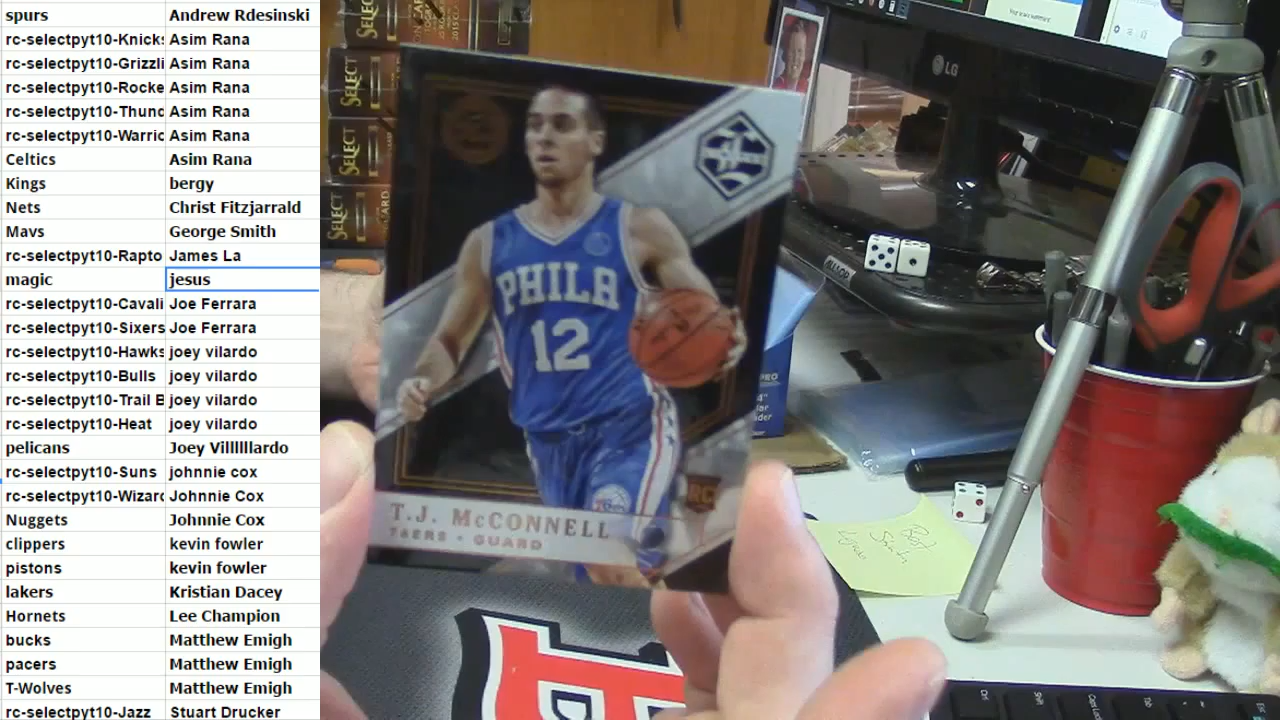 spurs Andrew Rdesinski
rc-selectpyt10-Knicks Asim Rana
rc-selectpyt10-Grizzli Asim Rana
rc-selectpyt10-Rocke Asim Rana
rc-selectpyt10-Thund Asim Rana
rc-selectpyt10-Warric Asim Rana
Celtics Asim Rana
Kings bergy
Nets Christ Fitzjarrald
Mavs George Smith
rc-selectpyt10-Rapto James La
magic jesus
rc-selectpyt10-Cavali Joe Ferrara
rc-selectpyt10-Sixers Joe Ferrara
rc-selectpyt10-Hawks joey vilardo
rc-selectpyt10-Bulls joey vilardo
rc-selectpyt10-Trail B joey vilardo
rc-selectpyt10-Heat joey vilardo
pelicans Joey Villllllardo
rc-selectpyt10-Suns johnnie cox
rc-selectpyt10-Wizard Johnnie Cox
Nuggets Johnnie Cox
clippers kevin fowler
pistons kevin fowler
lakers Kristian Dacey
Hornets Lee Champion
bucks Matthew Emigh
pacers Matthew Emigh
T-Wolves Matthew Emigh
rc-selectpyt10-Jazz Stuart Drucker
SELECT
SELECT
SELECT
LG
ALLSOP
PHILA
12
RC
T.J. McCONNELL
76ERS • GUARD
PRO